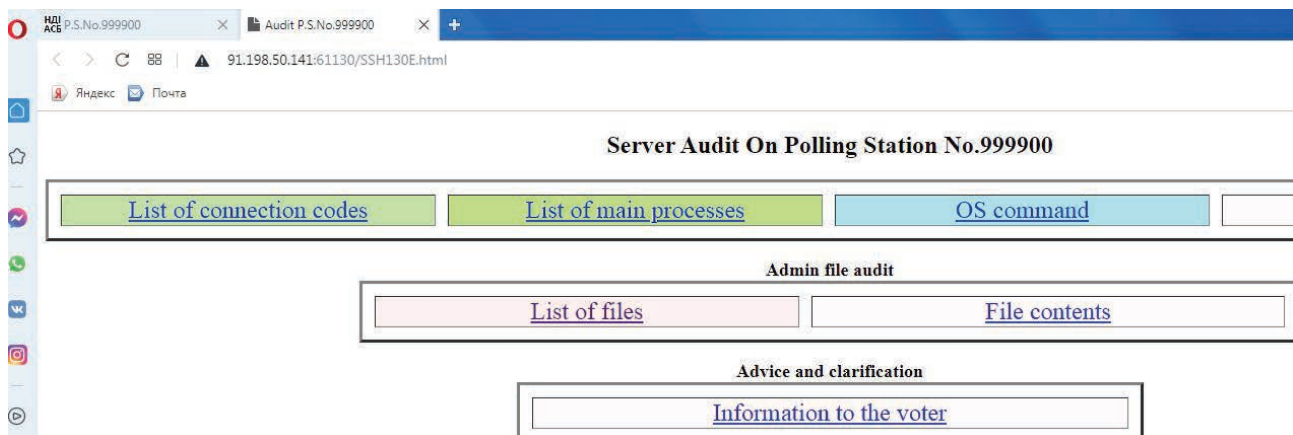 НДІ АСБ P.S.No.999900
Audit P.S.No.999900
91.198.50.141:61130/SSH130E.html
Яндекс Почта
Server Audit On Polling Station No.999900
List of connection codes List of main processes OS command
Admin file audit
List of files File contents
Advice and clarification
Information to the voter